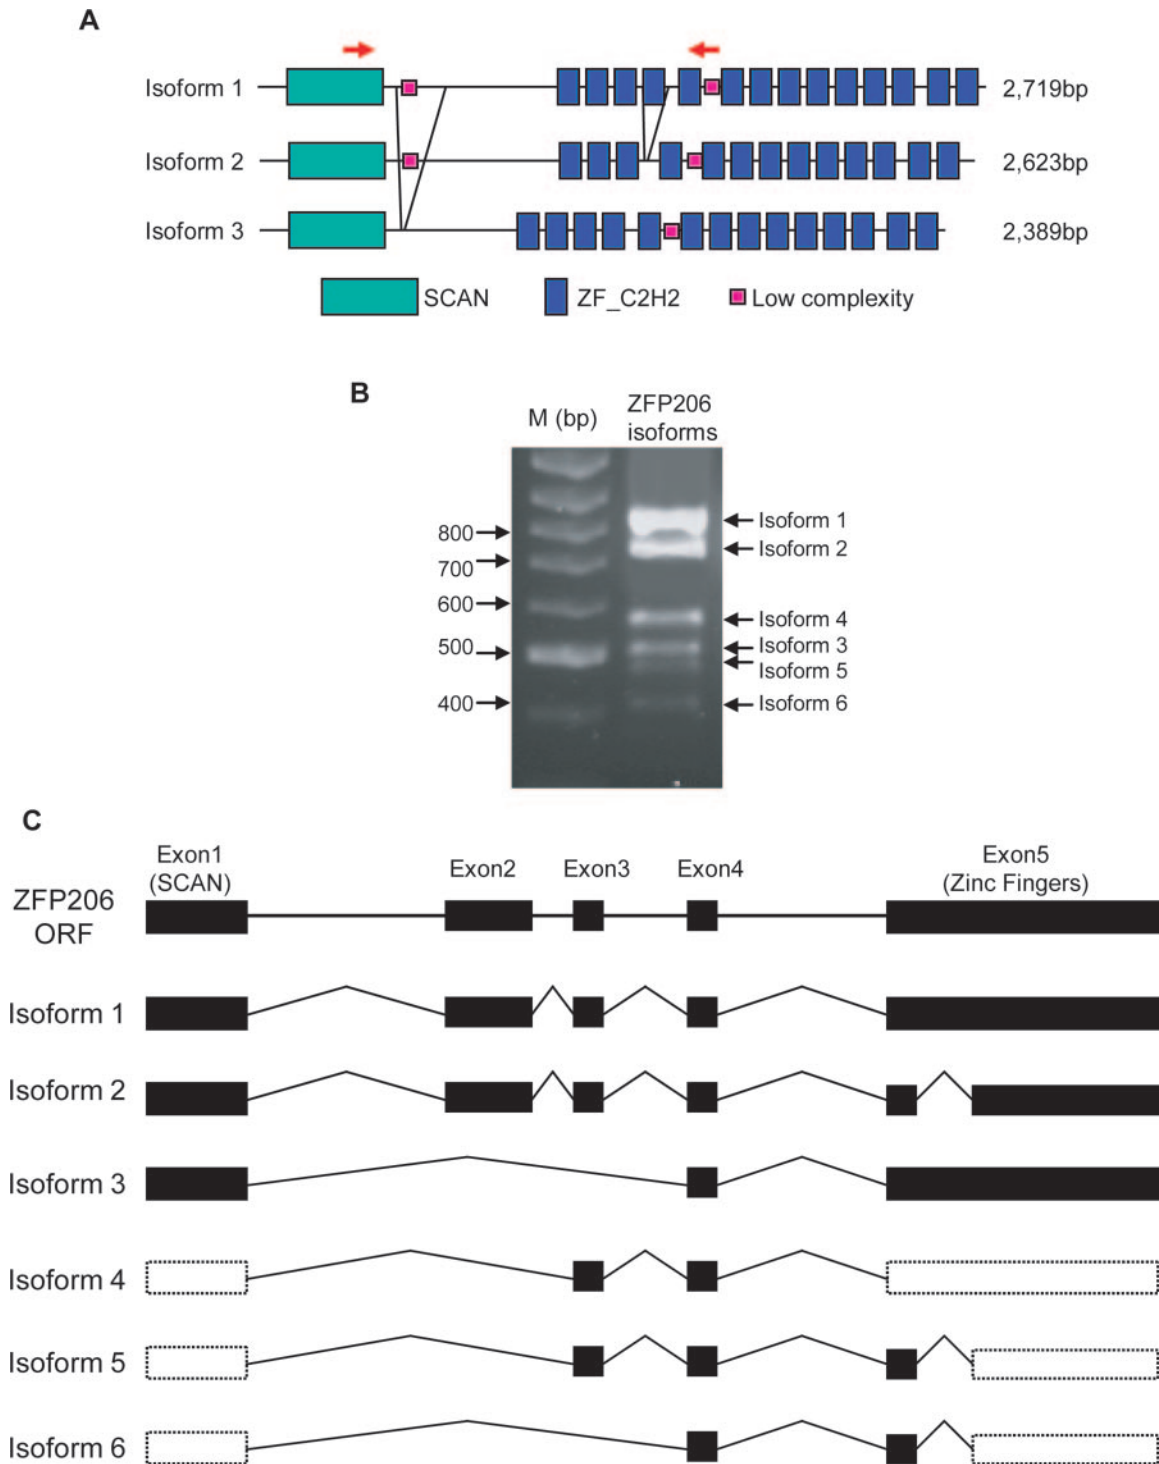 A
Isoform 1
2,719bp
Isoform 2
2,623bp
Isoform 3
2,389bp
SCAN
ZF_C2H2
Low complexity
B
M (bp)
ZFP206
isoforms
800
700
600
500
400
Isoform 1
Isoform 2
Isoform 4
Isoform 3
Isoform 5
Isoform 6
C
Exon1
(SCAN)
Exon2
Exon3
Exon4
Exon5
(Zinc Fingers)
ZFP206
ORF
Isoform 1
Isoform 2
Isoform 3
Isoform 4
Isoform 5
Isoform 6